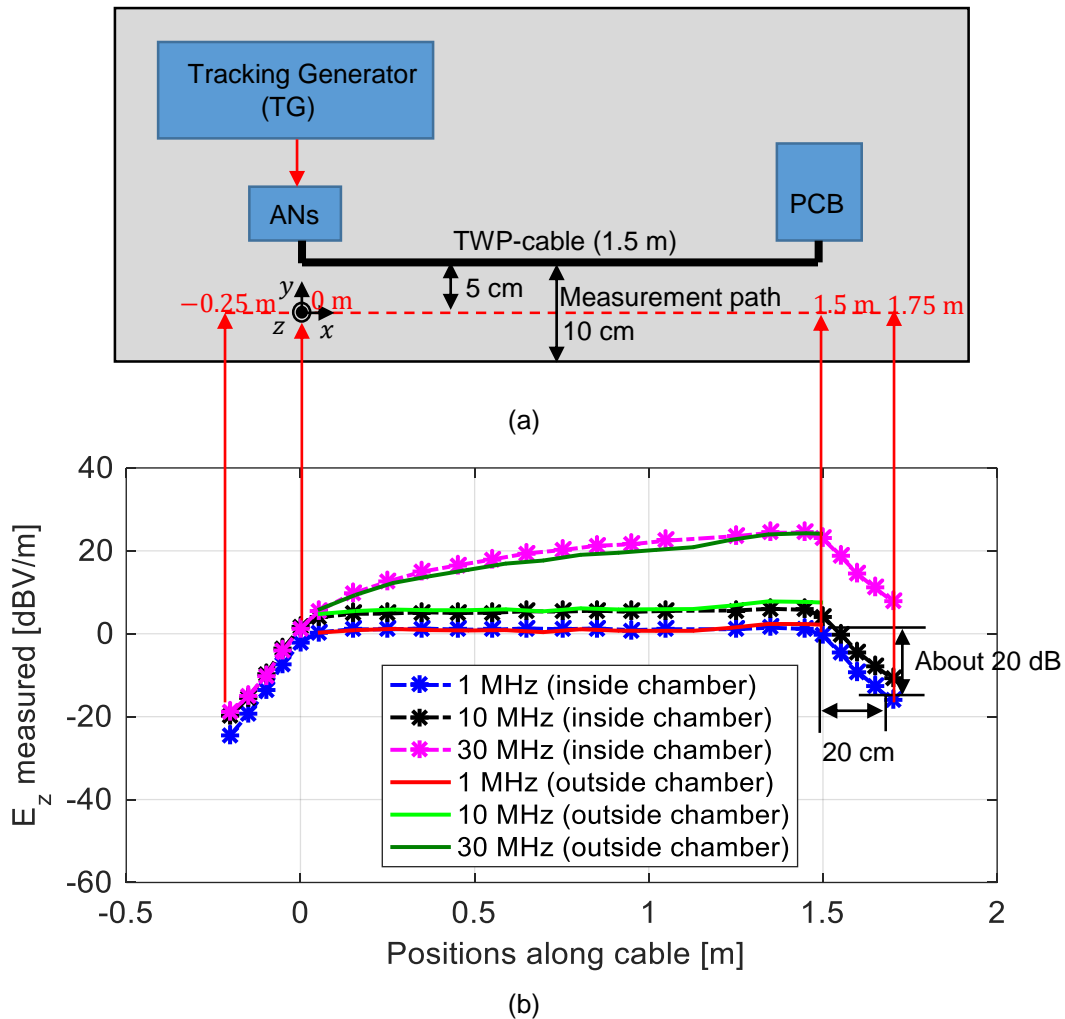 Tracking Generator
(TG)
ANs
PCB
TWP-cable (1.5 m)
5 cm
−0.25 m
y
0 m
Measurement path
1.5 m
1.75 m
z
x
10 cm
(a)
40
20
0
-20
-40
-60
E_z measured [dBV/m]
About 20 dB
20 cm
1 MHz (inside chamber)
10 MHz (inside chamber)
30 MHz (inside chamber)
1 MHz (outside chamber)
10 MHz (outside chamber)
30 MHz (outside chamber)
-0.5
0
0.5
1
1.5
2
Positions along cable [m]
(b)